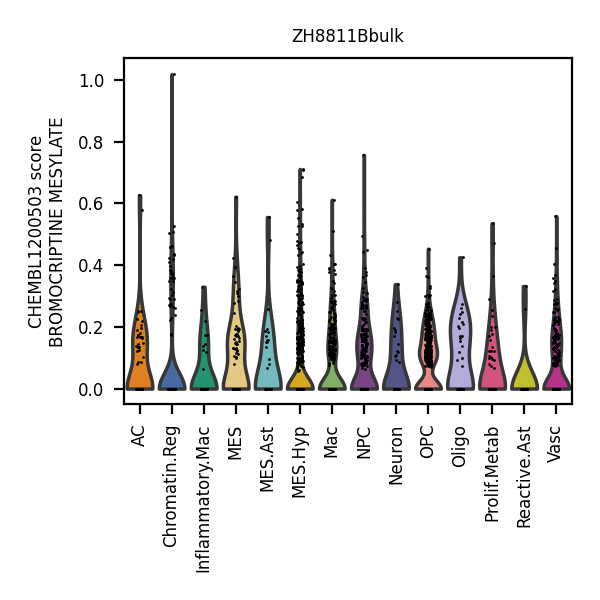 ZH8811Bbulk
CHEMBL1200503 score
BROMOCRIPTINE MESYLATE
1.0
0.8
0.6
0.4
0.2
0.0
AC
Chromatin.Reg
Inflammatory.Mac
MES
MES.Ast
MES.Hyp
Mac
NPC
Neuron
OPC
Oligo
Prolif.Metab
Reactive.Ast
Vasc